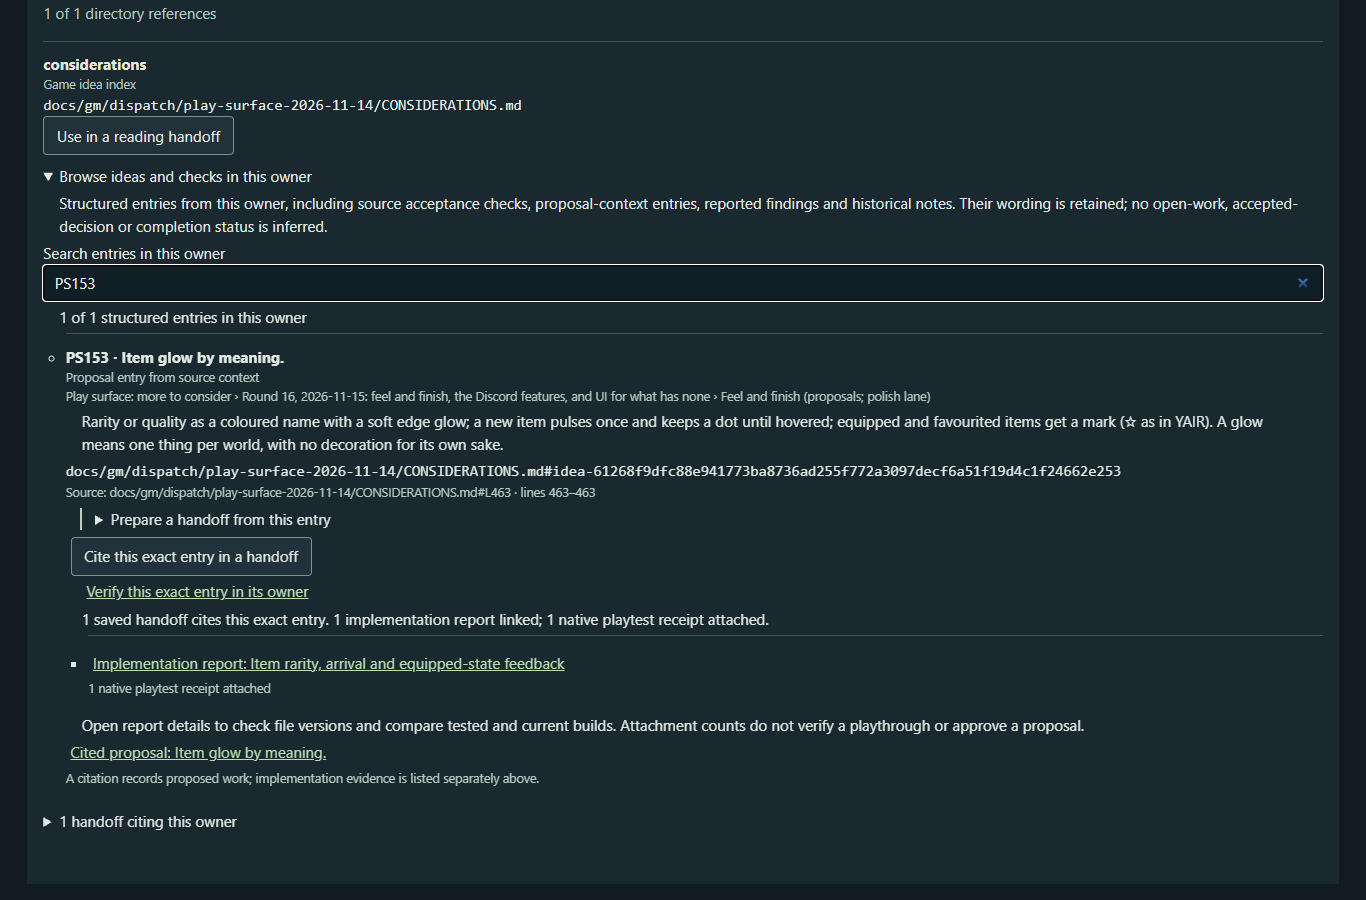 1 of 1 directory references
considerations
Game idea index
docs/gm/dispatch/play-surface-2026-11-14/CONSIDERATIONS.md
Use in a reading handoff
▼ Browse ideas and checks in this owner
Structured entries from this owner, including source acceptance checks, proposal-context entries, reported findings and historical notes. Their wording is retained; no open-work, accepted-
decision or completion status is inferred.
Search entries in this owner
PS153
1 of 1 structured entries in this owner
PS153 · Item glow by meaning.
Proposal entry from source context
Play surface: more to consider › Round 16, 2026-11-15: feel and finish, the Discord features, and UI for what has none › Feel and finish (proposals; polish lane)
Rarity or quality as a coloured name with a soft edge glow; a new item pulses once and keeps a dot until hovered; equipped and favourited items get a mark (☆ as in YAIR). A glow
means one thing per world, with no decoration for its own sake.
docs/gm/dispatch/play-surface-2026-11-14/CONSIDERATIONS.md#idea-61268f9dfc88e941773ba8736ad255f772a3097decf6a51f19d4c1f24662e253
Source: docs/gm/dispatch/play-surface-2026-11-14/CONSIDERATIONS.md#L463 · lines 463–463
▶ Prepare a handoff from this entry
Cite this exact entry in a handoff
Verify this exact entry in its owner
1 saved handoff cites this exact entry. 1 implementation report linked; 1 native playtest receipt attached.
Implementation report: Item rarity, arrival and equipped-state feedback
1 native playtest receipt attached
Open report details to check file versions and compare tested and current builds. Attachment counts do not verify a playthrough or approve a proposal.
Cited proposal: Item glow by meaning.
A citation records proposed work; implementation evidence is listed separately above.
▶ 1 handoff citing this owner